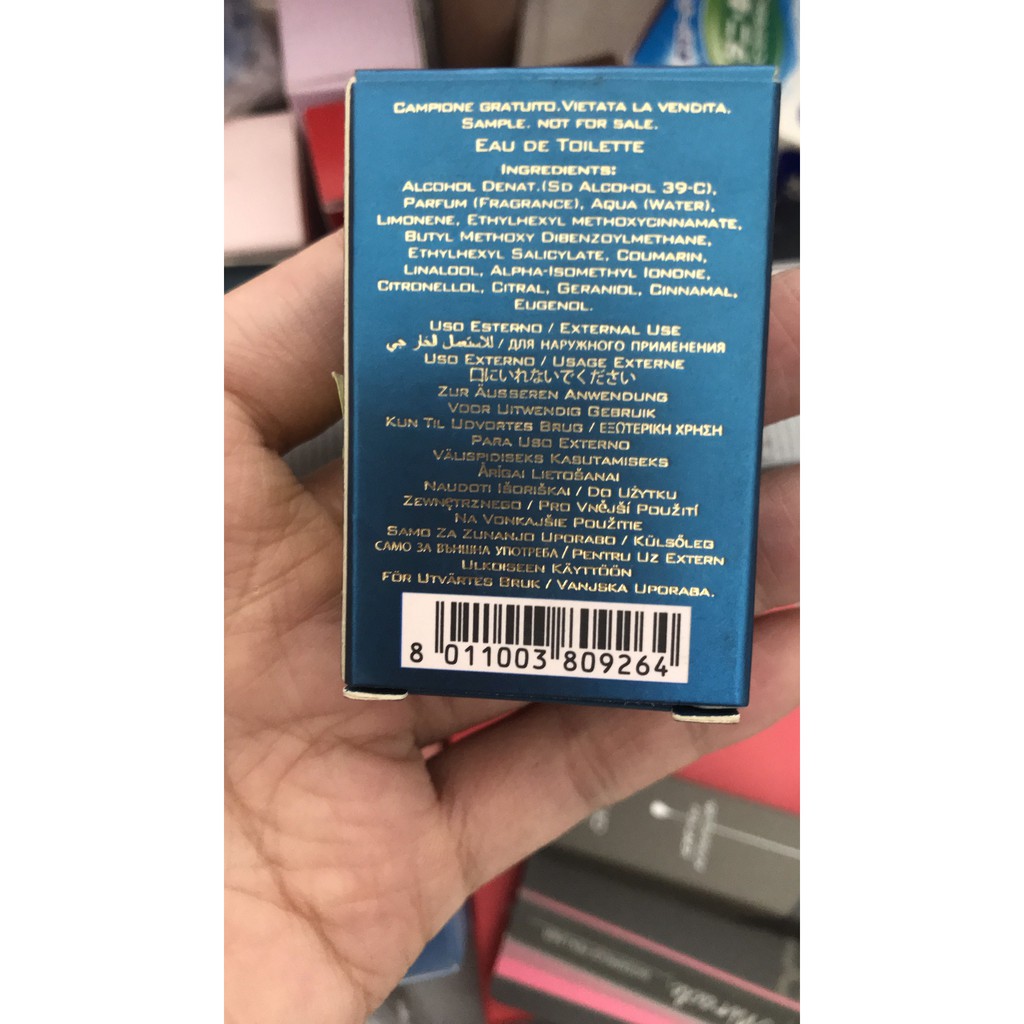 CAMPIONE GRATUITO. VIETATA LA VENDITA.
SAMPLE. NOT FOR SALE.
EAU DE TOILETTE
INGREDIENTS:
ALCOHOL DENAT.(SD ALCOHOL 39-C),
PARFUM (FRAGRANCE), AQUA (WATER),
LIMONENE, ETHYLHEXYL METHOXYCINNAMATE,
BUTYL METHOXY DIBENZOYLMETHANE,
ETHYLHEXYL SALICYLATE, COUMARIN,
LINALOOL, ALPHA-ISOMETHYL IONONE,
CITRONELLOL, CITRAL, GERANIOL, CINNAMAL,
EUGENOL.
USO ESTERNO / EXTERNAL USE
للاستعمال الخارجي / ДЛЯ НАРУЖНОГО ПРИМЕНЕНИЯ
USO EXTERNO / USAGE EXTERNE
口にいれないでください
ZUR ÄUSSEREN ANWENDUNG
VOOR UITWENDIG GEBRUIK
KUN TIL UDVORTES BRUG / ΕΞΩΤΕΡΙΚΗ ΧΡΗΣΗ
PARA USO EXTERNO
VÄLISPIDISEKS KASUTAMISEKS
ĀRĪGAI LIETOŠANAI
NAUDOTI IŠORIŠKAI / DO UŻYTKU
ZEWNĘTRZNEGO / PRO VNĚJŠÍ POUŽITÍ
NA VONKAJŠIE POUŽITIE
SAMO ZA ZUNANJO UPORABO / KÜLSŐLEG
САМО ЗА ВЪНШНА УПОТРЕБА / PENTRU UZ EXTERN
ULKOISEEN KÄYTTÖÖN
FÖR UTVÄRTES BRUK / VANJSKA UPORABA.
8 011003 809264